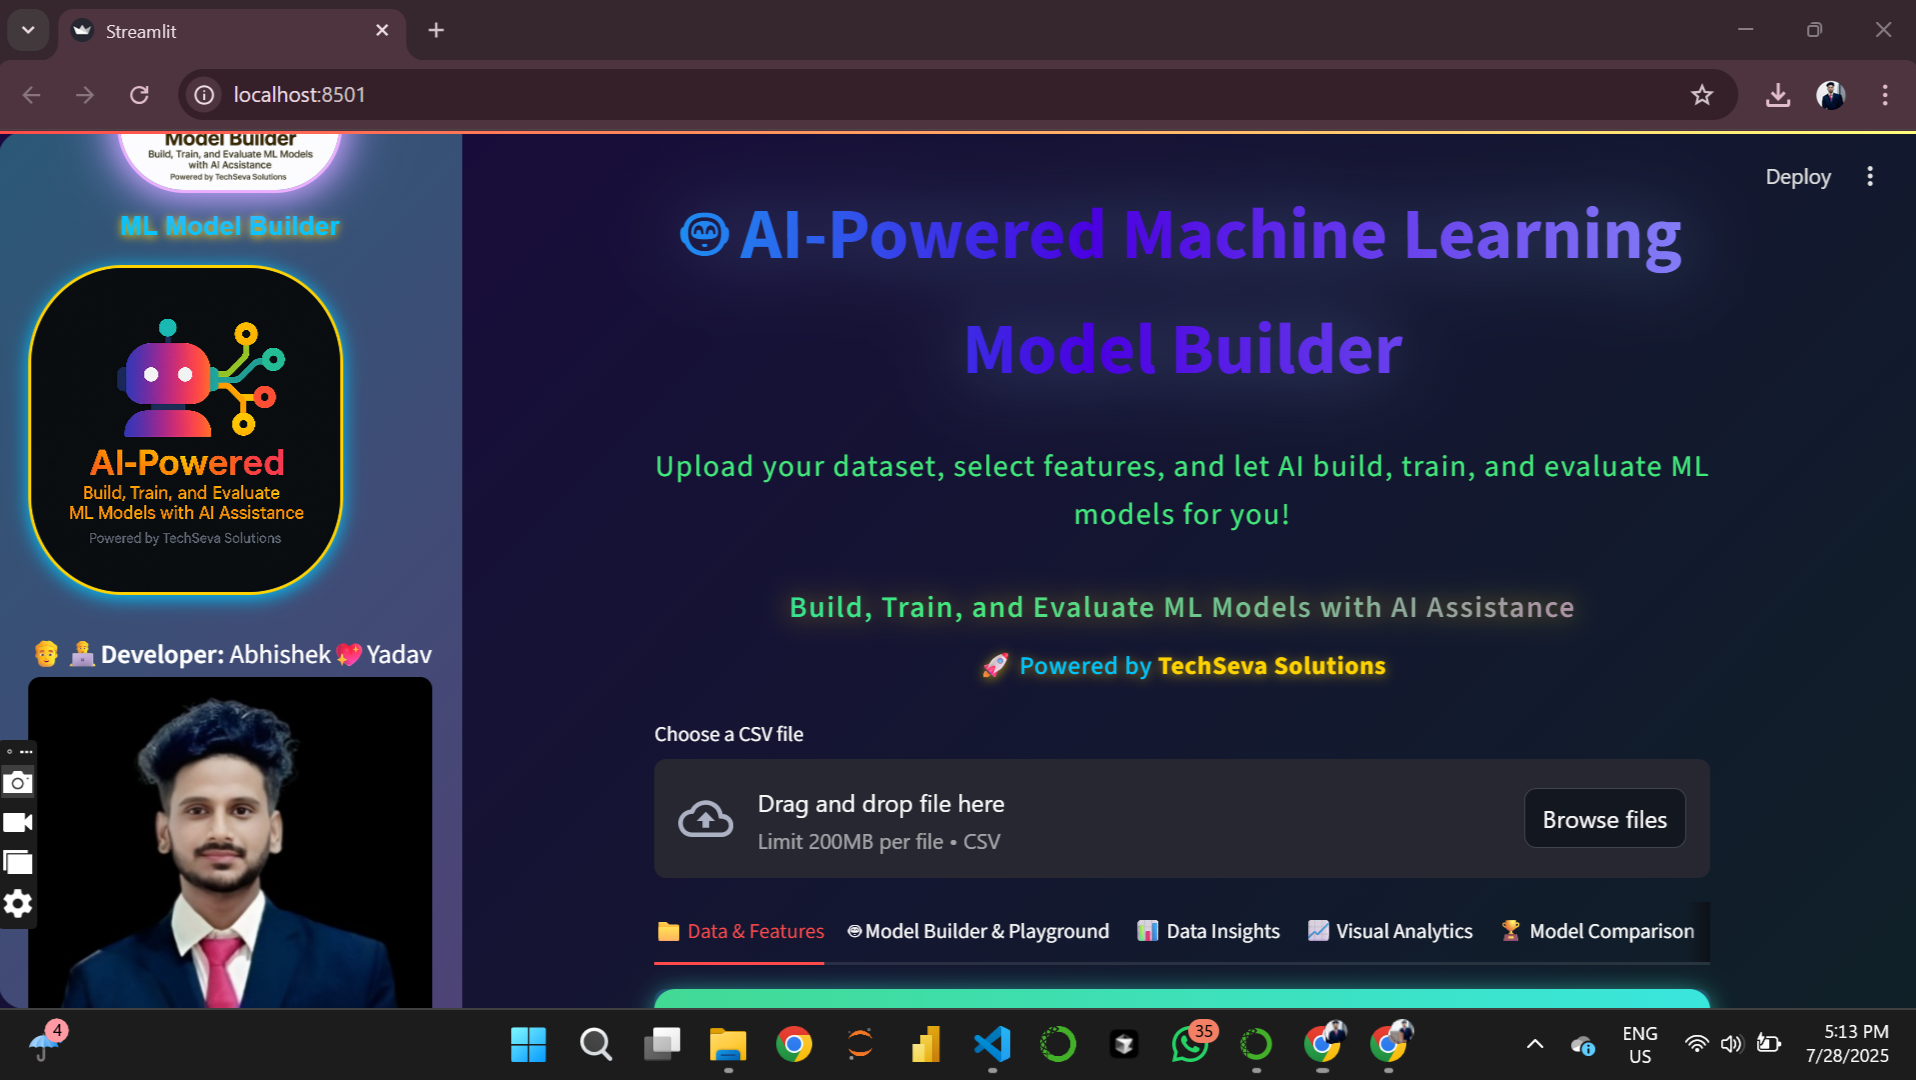 Streamlit
localhost:8501
Model Builder
Build, Train, and Evaluate ML Models
with AI Acsistance
Powered by TechSeva Solutions
ML Model Builder
AI-Powered
Build, Train, and Evaluate
ML Models with AI Assistance
Powered by TechSeva Solutions
Developer: Abhishek 💖 Yadav
Deploy
AI-Powered Machine Learning
Model Builder
Upload your dataset, select features, and let AI build, train, and evaluate ML
models for you!
Build, Train, and Evaluate ML Models with AI Assistance
🚀 Powered by TechSeva Solutions
Choose a CSV file
Drag and drop file here
Limit 200MB per file • CSV
Browse files
Data & Features
Model Builder & Playground
Data Insights
Visual Analytics
Model Comparison
4
35
ENG
US
5:13 PM
7/28/2025